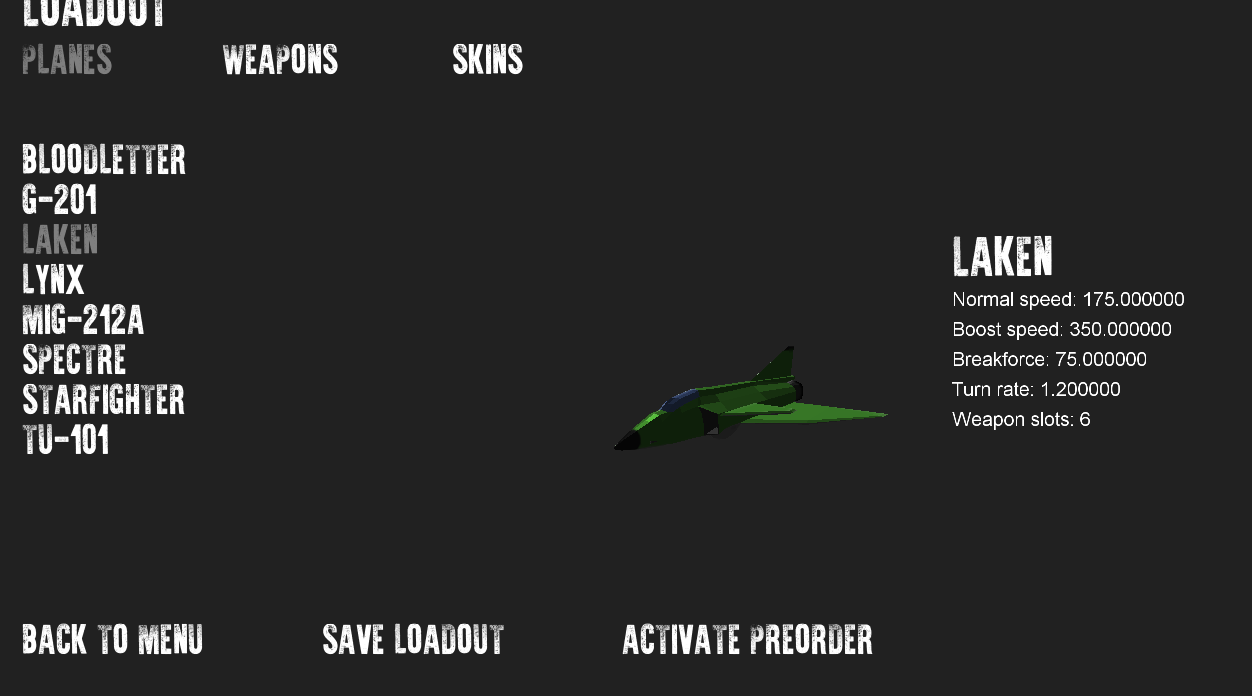 LOADOUT
PLANES WEAPONS SKINS
BLOODLETTER
G-201
LAKEN
LYNX
MIG-212A
SPECTRE
STARFIGHTER
TU-101
LAKEN
Normal speed: 175.000000
Boost speed: 350.000000
Breakforce: 75.000000
Turn rate: 1.200000
Weapon slots: 6
BACK TO MENU SAVE LOADOUT ACTIVATE PREORDER